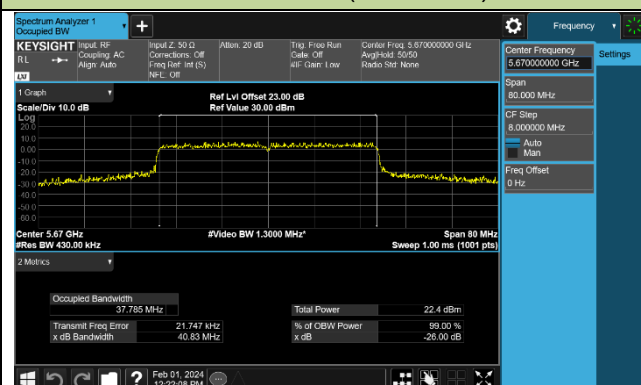 Spectrum Analyzer 1
Occupied BW
Frequency
KEYSIGHT
RL
LXI
Input: RF
Coupling: AC
Align: Auto
Input Z: 50 Ω
Corrections: Off
Freq Ref: Int (S)
NFE: Off
Atten: 20 dB
Trig: Free Run
Gate: Off
#IF Gain: Low
Center Freq: 5.670000000 GHz
Avg|Hold: 50/50
Radio Std: None
Center Frequency
5.670000000 GHz
Settings
Span
80.000 MHz
CF Step
8.000000 MHz
Auto
Man
Freq Offset
0 Hz
1 Graph
Scale/Div 10.0 dB
Ref Lvl Offset 23.00 dB
Ref Value 30.00 dBm
Log
20.0
10.0
0.00
-10.0
-20.0
-30.0
-40.0
-50.0
-60.0
Center 5.67 GHz
#Video BW 1.3000 MHz*
Span 80 MHz
#Res BW 430.00 kHz
Sweep 1.00 ms (1001 pts)
2 Metrics
Occupied Bandwidth
37.785 MHz
Total Power
22.4 dBm
Transmit Freq Error
21.747 kHz
% of OBW Power
99.00 %
x dB Bandwidth
40.83 MHz
x dB
-26.00 dB
?
Feb 01, 2024
12:22:08 PM